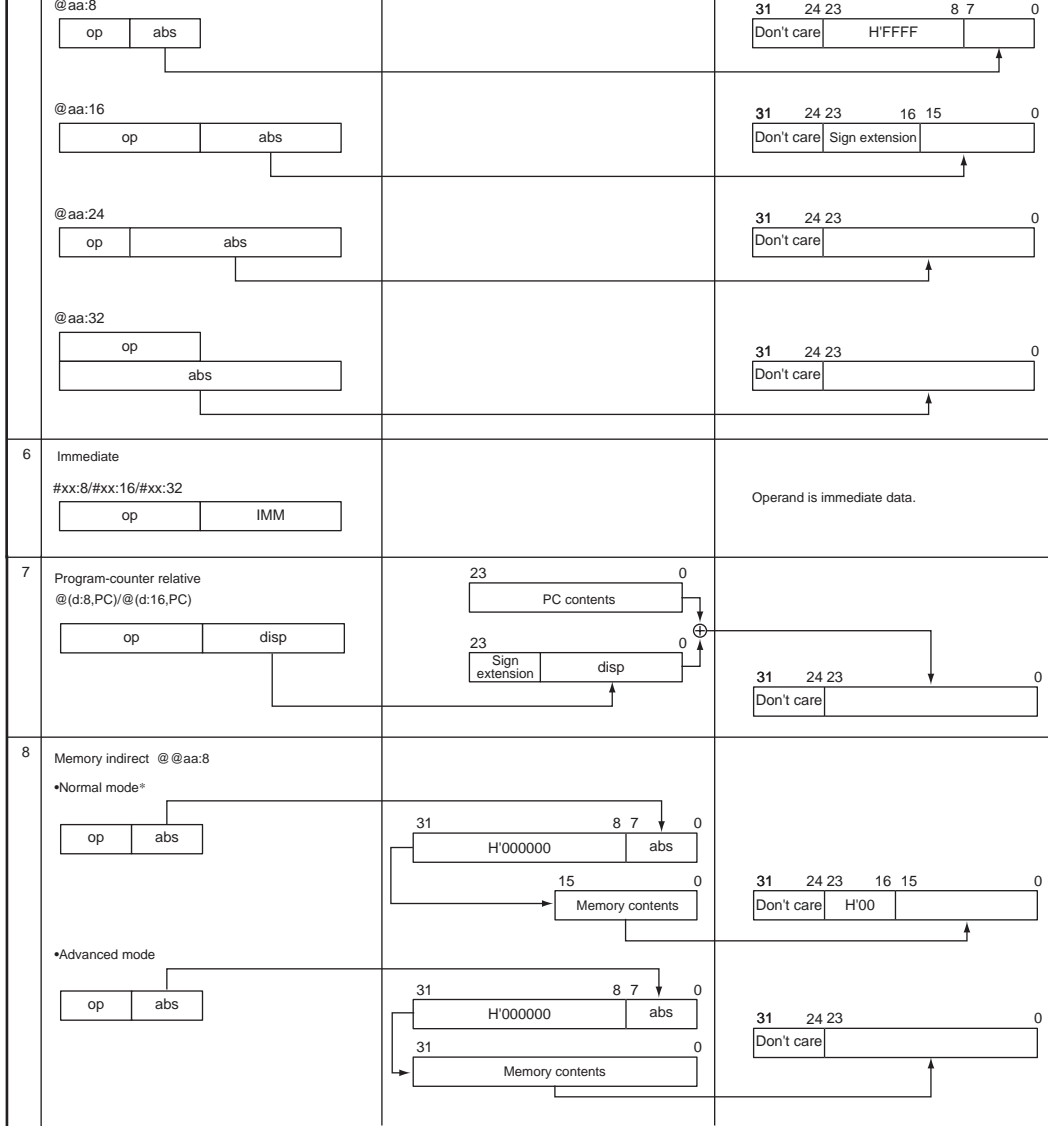 @aa:8
31 24 23 8 7 0
op abs
Don't care H'FFFF
@aa:16
31 24 23 16 15 0
op abs
Don't care Sign extension
@aa:24
31 24 23 0
op abs
Don't care
@aa:32
op
31 24 23 0
abs
Don't care
6 Immediate
#xx:8/#xx:16/#xx:32
op IMM
Operand is immediate data.
7 Program-counter relative
@(d:8,PC)/@(d:16,PC)
23 0
PC contents
op disp
23 0
Sign extension disp
31 24 23 0
Don't care
8 Memory indirect @@aa:8
•Normal mode*
op abs
31 8 7 0
H'000000 abs
15 0
Memory contents
31 24 23 16 15 0
Don't care H'00
•Advanced mode
op abs
31 8 7 0
H'000000 abs
31 0
Memory contents
31 24 23 0
Don't care